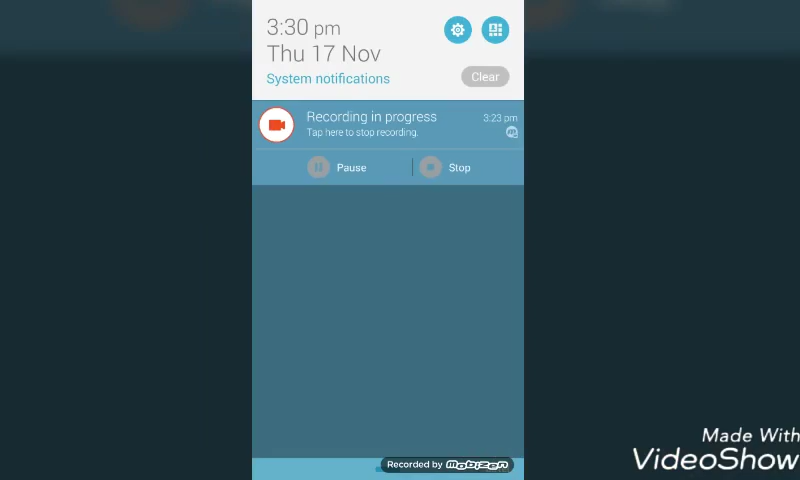 3:30 pm
Thu 17 Nov
System notifications
Clear
Recording in progress
3:23 pm
Tap here to stop recording.
Pause
Stop
Recorded by mobizen
Made With
VideoShow